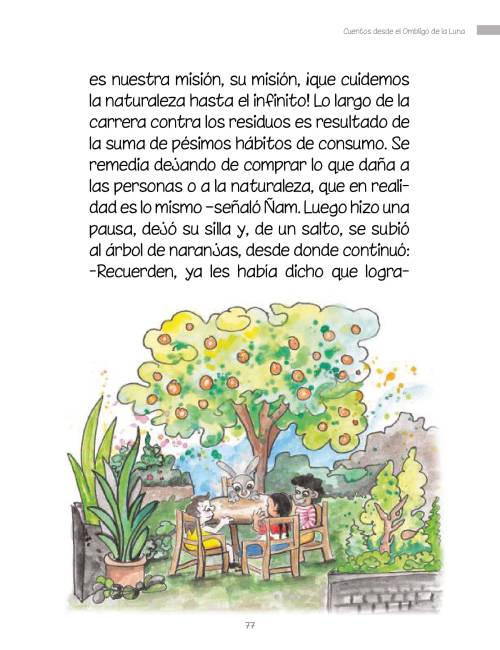 Cuentos desde el Ombligo de la Luna
es nuestra misión, su misión, ¡que cuidemos
la naturaleza hasta el infinito! Lo largo de la
carrera contra los residuos es resultado de
la suma de pésimos hábitos de consumo. Se
remedia dejando de comprar lo que daña a
las personas o a la naturaleza, que en reali-
dad es lo mismo –señaló Ñam. Luego hizo una
pausa, dejó su silla y, de un salto, se subió
al árbol de naranjas, desde donde continuó:
-Recuerden, ya les había dicho que logra-
77